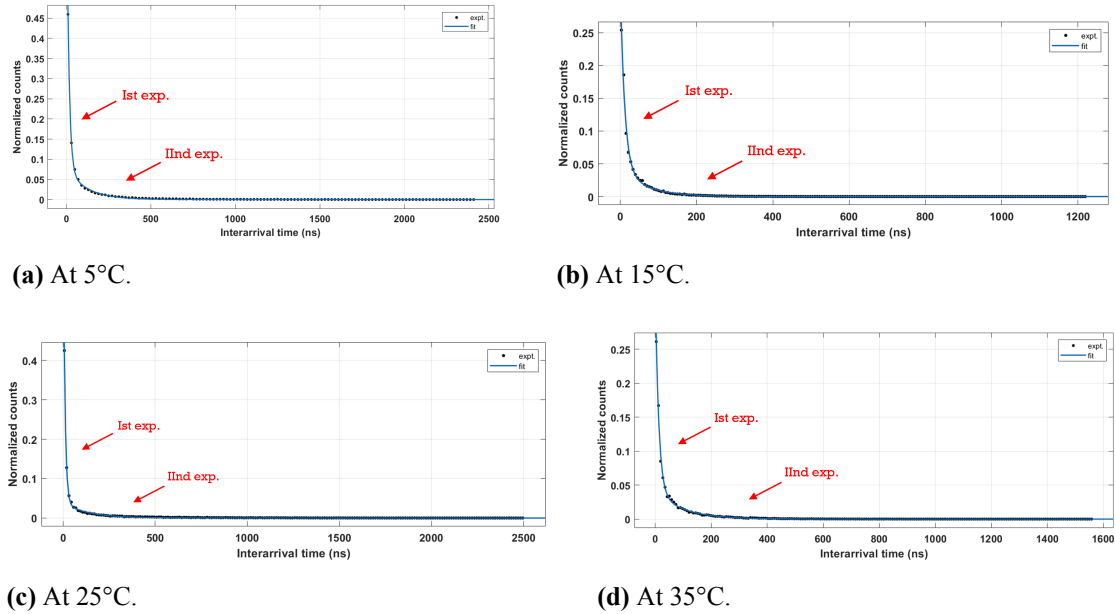 0.45
0.4
0.35
0.3
0.25
0.2
0.15
0.1
0.05
0
Normalized counts
expt.
fit
Ist exp.
IInd exp.
0 500 1000 1500 2000 2500
Interarrival time (ns)
(a) At 5°C.
0.25
0.2
0.15
0.1
0.05
0
Normalized counts
expt.
fit
Ist exp.
IInd exp.
0 200 400 600 800 1000 1200
Interarrival time (ns)
(b) At 15°C.
0.4
0.3
0.2
0.1
0
Normalized counts
expt.
fit
Ist exp.
IInd exp.
0 500 1000 1500 2000 2500
Interarrival time (ns)
(c) At 25°C.
0.25
0.2
0.15
0.1
0.05
0
Normalized counts
expt.
fit
Ist exp.
IInd exp.
0 200 400 600 800 1000 1200 1400 1600
Interarrival time (ns)
(d) At 35°C.